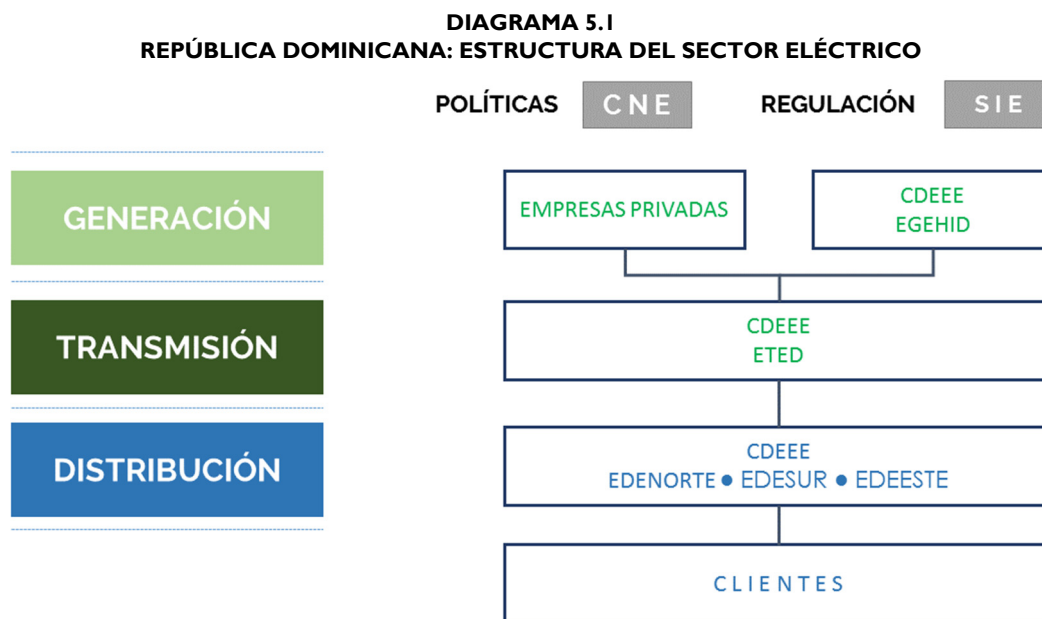 DIAGRAMA 5.1
REPÚBLICA DOMINICANA: ESTRUCTURA DEL SECTOR ELÉCTRICO
POLÍTICAS CNE REGULACIÓN SIE
GENERACIÓN
EMPRESAS PRIVADAS
CDEEE
EGEHID
TRANSMISIÓN
CDEEE
ETED
DISTRIBUCIÓN
CDEEE
EDENORTE ● EDESUR ● EDEESTE
CLIENTES